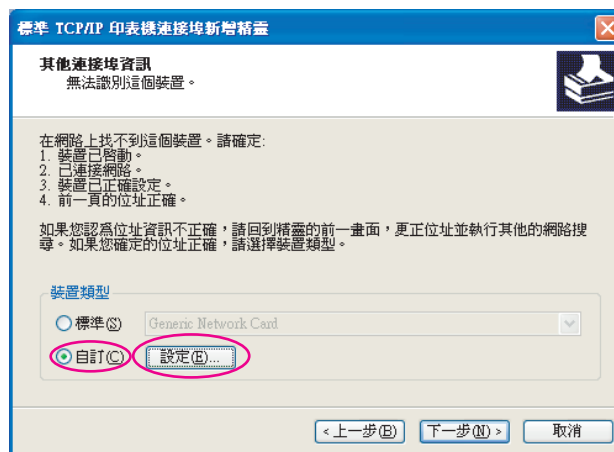 標準 TCP/IP 印表機連接埠新增精靈
其他連接埠資訊
無法識別這個裝置。
在網路上找不到這個裝置。請確定:
1. 裝置已啓動。
2. 已連接網路。
3. 裝置已正確設定。
4. 前一頁的位址正確。
如果您認爲位址資訊不正確，請回到精靈的前一畫面，更正位址並執行其他的網路搜
尋。如果您確定的位址正確，請選擇裝置類型。
裝置類型
標準(S) Generic Network Card
自訂(C) 設定(E)...
<上一步(B) 下一步(N)> 取消